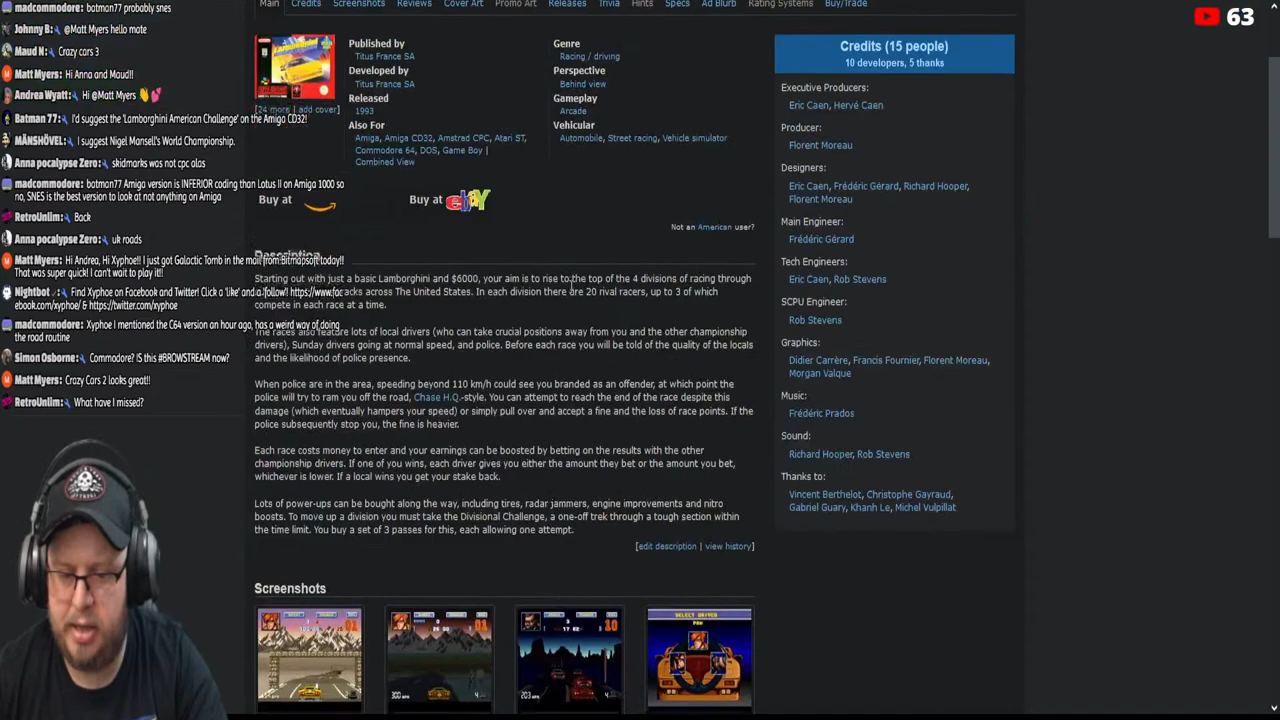 madcommodore: batman77 probably snes
Johnny B: @Matt Myers hello mate
Maud N: Crazy cars 3
Matt Myers: Hi Anna and Maud!!
Andrea Wyatt: Hi @Matt Myers 👋 💕
Batman 77: I'd suggest the 'Lamborghini American Challenge' on the Amiga CD32!
MÅNSHÖVEL: I suggest Nigel Mansell's World Championship.
Anna pocalypse Zero: skidmarks was not cpc alas
madcommodore: batman77 Amiga version is INFERIOR coding than Lotus II on Amiga 1000 so
no, SNES is the best version to look at not anything on Amiga
RetroUnlim: Back
Anna pocalypse Zero: uk roads
Matt Myers: Hi Andrea, Hi Xyphoe!! I just got Galactic Tomb in the mail from Bitmapsoft today!!
That was super quick! I can't wait to play it!!
Nightbot: Find Xyphoe on Facebook and Twitter! Click a 'like' and a follow!! https://www.fac
ebook.com/xyphoe/ & https://twitter.com/xyphoe
madcommodore: Xyphoe I mentioned the C64 version an hour ago, has a weird way of doing
the road routine
Simon Osborne: Commodore? IS this #BROWSTREAM now?
Matt Myers: Crazy Cars 2 looks great!!
RetroUnlim: What have I missed?
Main Credits Screenshots Reviews Cover Art Promo Art Releases Trivia Hints Specs Ad Blurb Rating Systems Buy/Trade
63
[24 more | add cover]
Published by
Titus France SA
Developed by
Titus France SA
Released
1993
Also For
Amiga, Amiga CD32, Amstrad CPC, Atari ST,
Commodore 64, DOS, Game Boy |
Combined View
Genre
Racing / driving
Perspective
Behind view
Gameplay
Arcade
Vehicular
Automobile, Street racing, Vehicle simulator
Buy at
Buy at ebay
Not an American user?
Description
Starting out with just a basic Lamborghini and $6000, your aim is to rise to the top of the 4 divisions of racing through
tracks across The United States. In each division there are 20 rival racers, up to 3 of which
compete in each race at a time.
The races also feature lots of local drivers (who can take crucial positions away from you and the other championship
drivers), Sunday drivers going at normal speed, and police. Before each race you will be told of the quality of the locals
and the likelihood of police presence.
When police are in the area, speeding beyond 110 km/h could see you branded as an offender, at which point the
police will try to ram you off the road, Chase H.Q.-style. You can attempt to reach the end of the race despite this
damage (which eventually hampers your speed) or simply pull over and accept a fine and the loss of race points. If the
police subsequently stop you, the fine is heavier.
Each race costs money to enter and your earnings can be boosted by betting on the results with the other
championship drivers. If one of you wins, each driver gives you either the amount they bet or the amount you bet,
whichever is lower. If a local wins you get your stake back.
Lots of power-ups can be bought along the way, including tires, radar jammers, engine improvements and nitro
boosts. To move up a division you must take the Divisional Challenge, a one-off trek through a tough section within
the time limit. You buy a set of 3 passes for this, each allowing one attempt.
[edit description | view history]
Screenshots
SELECT DRIVER
Credits (15 people)
10 developers, 5 thanks
Executive Producers:
Eric Caen, Hervé Caen
Producer:
Florent Moreau
Designers:
Eric Caen, Frédéric Gérard, Richard Hooper,
Florent Moreau
Main Engineer:
Frédéric Gérard
Tech Engineers:
Eric Caen, Rob Stevens
SCPU Engineer:
Rob Stevens
Graphics:
Didier Carrère, Francis Fournier, Florent Moreau,
Morgan Valque
Music:
Frédéric Prados
Sound:
Richard Hooper, Rob Stevens
Thanks to:
Vincent Berthelot, Christophe Gayraud,
Gabriel Guary, Khanh Le, Michel Vulpillat